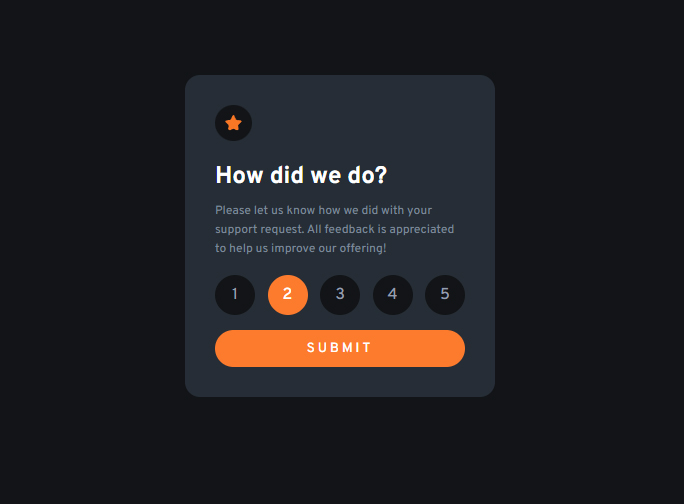 How did we do?
Please let us know how we did with your
support request. All feedback is appreciated
to help us improve our offering!
1 2 3 4 5
SUBMIT